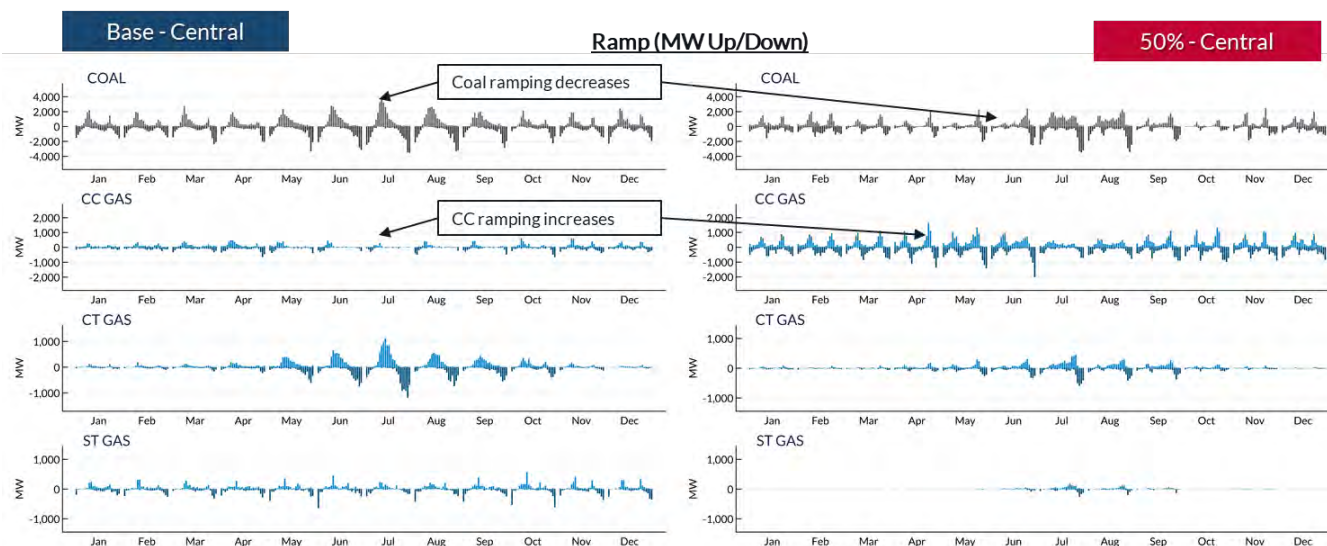 Base - Central
Ramp (MW Up/Down)
50% - Central
COAL
Coal ramping decreases
COAL
4,000
2,000
0
-2,000
-4,000
MW
Jan Feb Mar Apr May Jun Jul Aug Sep Oct Nov Dec
4,000
2,000
0
-2,000
-4,000
MW
Jan Feb Mar Apr May Jun Jul Aug Sep Oct Nov Dec
CC GAS
CC ramping increases
CC GAS
2,000
1,000
0
-1,000
-2,000
MW
Jan Feb Mar Apr May Jun Jul Aug Sep Oct Nov Dec
2,000
1,000
0
-1,000
-2,000
MW
Jan Feb Mar Apr May Jun Jul Aug Sep Oct Nov Dec
CT GAS
CT GAS
1,000
0
-1,000
MW
Jan Feb Mar Apr May Jun Jul Aug Sep Oct Nov Dec
1,000
0
-1,000
MW
Jan Feb Mar Apr May Jun Jul Aug Sep Oct Nov Dec
ST GAS
ST GAS
1,000
0
-1,000
MW
Jan Feb Mar Apr May Jun Jul Aug Sep Oct Nov Dec
1,000
0
-1,000
MW
Jan Feb Mar Apr May Jun Jul Aug Sep Oct Nov Dec